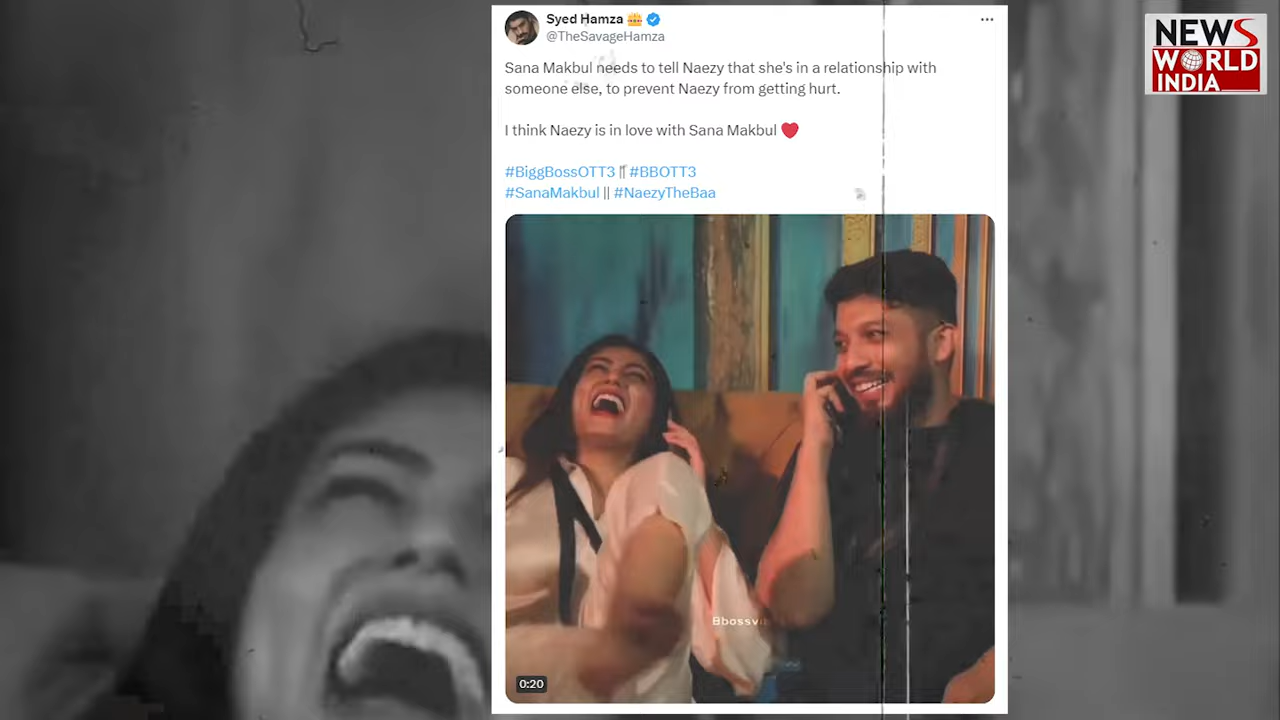 Syed Hamza
@TheSavageHamza
Sana Makbul needs to tell Naezy that she's in a relationship with
someone else, to prevent Naezy from getting hurt.
I think Naezy is in love with Sana Makbul ❤️
#BiggBossOTT3 || #BBOTT3
#SanaMakbul || #NaezyTheBaa
0:20
NEWS
WORLD
INDIA